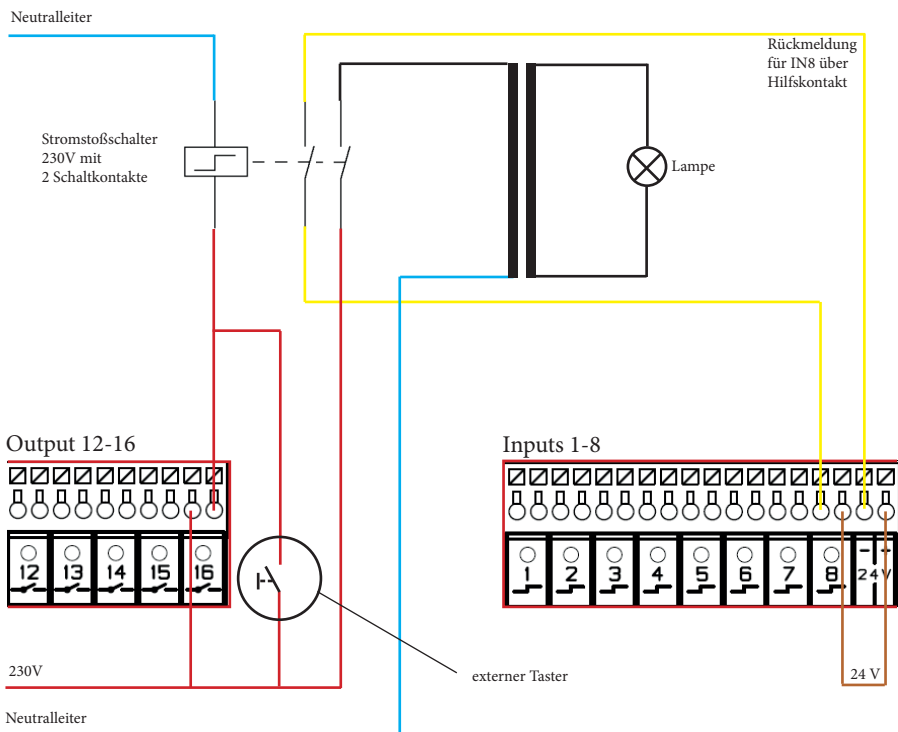 Neutralleiter
Rückmeldung
für IN8 über
Hilfskontakt
Stromstoßschalter
230V mit
2 Schaltkontakte
Lampe
Output 12-16
Inputs 1-8
12 13 14 15 16
1 2 3 4 5 6 7 8 24V
230V
externer Taster
24 V
Neutralleiter